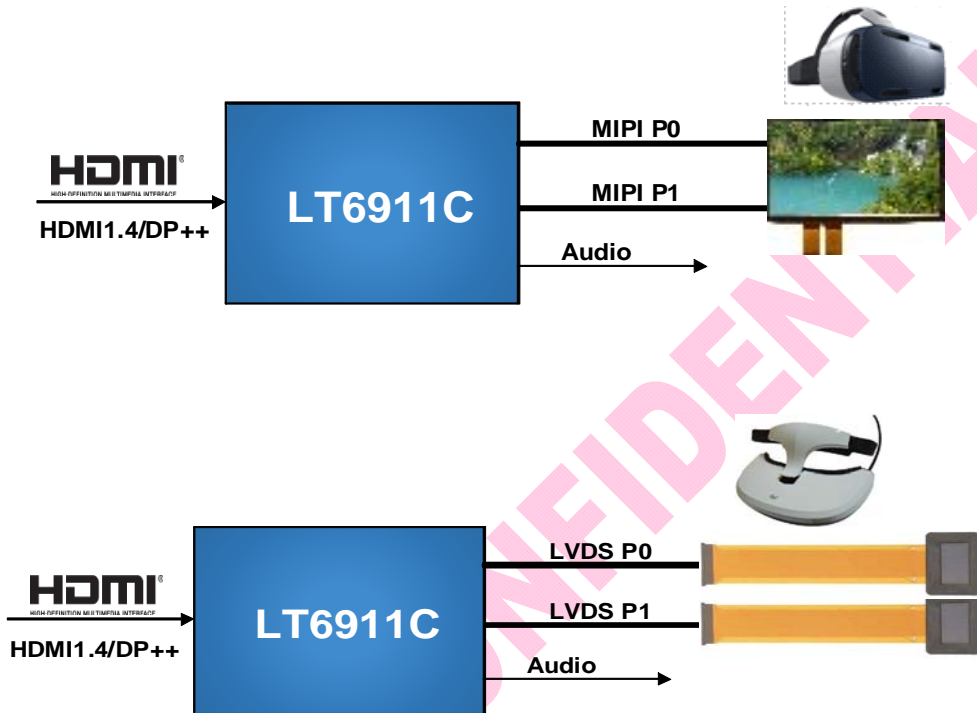 HDMI®
HIGH-DEFINITION MULTIMEDIA INTERFACE
HDMI1.4/DP++
LT6911C
MIPI P0
MIPI P1
Audio
HDMI®
HIGH-DEFINITION MULTIMEDIA INTERFACE
HDMI1.4/DP++
LT6911C
LVDS P0
LVDS P1
Audio
ONFIDENTIA